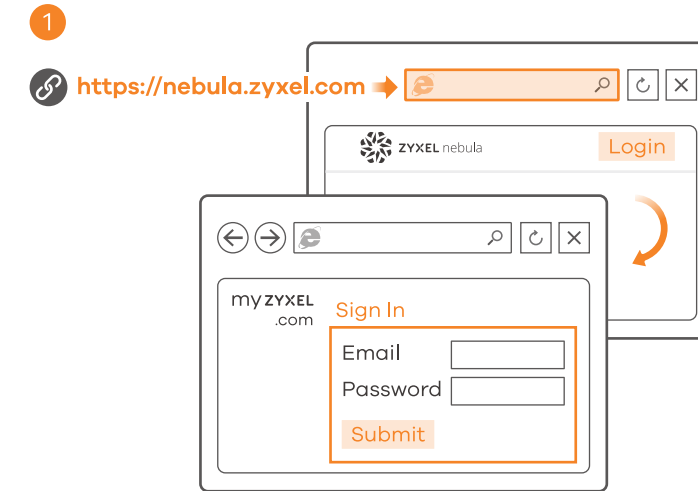 1
https://nebula.zyxel.com
ZYXEL nebula
Login
my ZYXEL
.com
Sign In
Email
Password
Submit